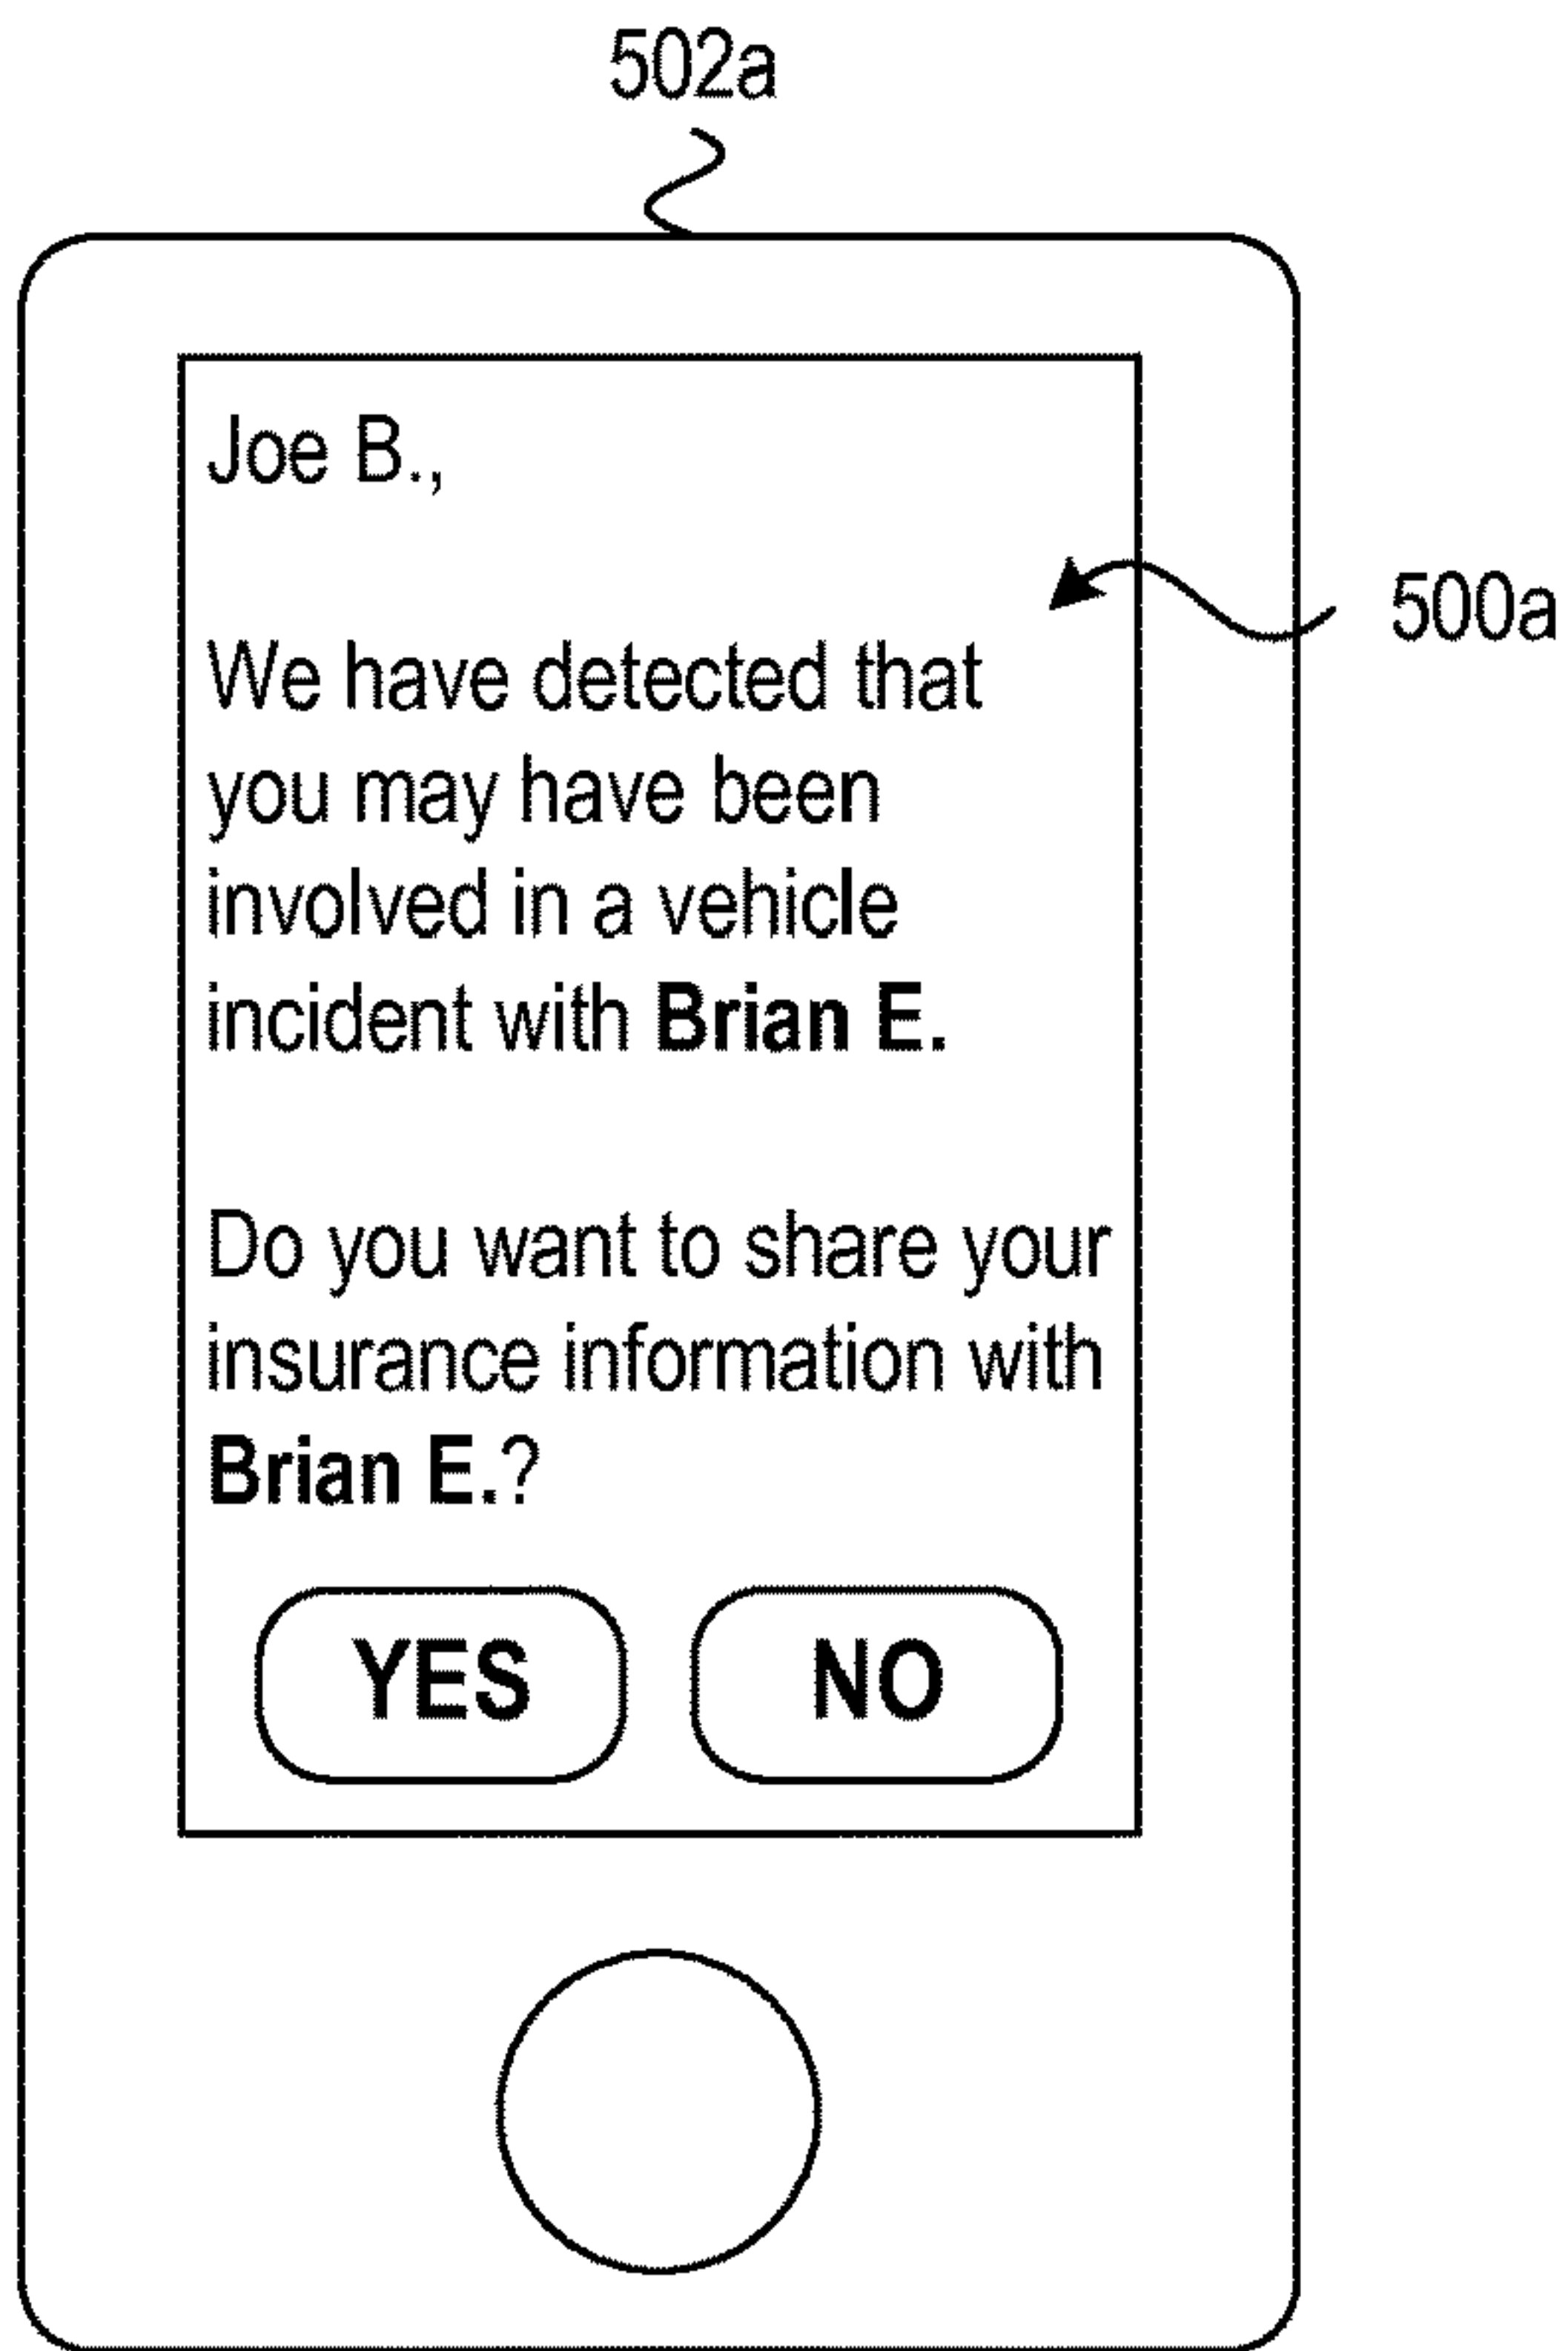 502a
Joe B.,
500a
We have detected that
you may have been
involved in a vehicle
incident with Brian E.
Do you want to share your
insurance information with
Brian E.?
YES NO